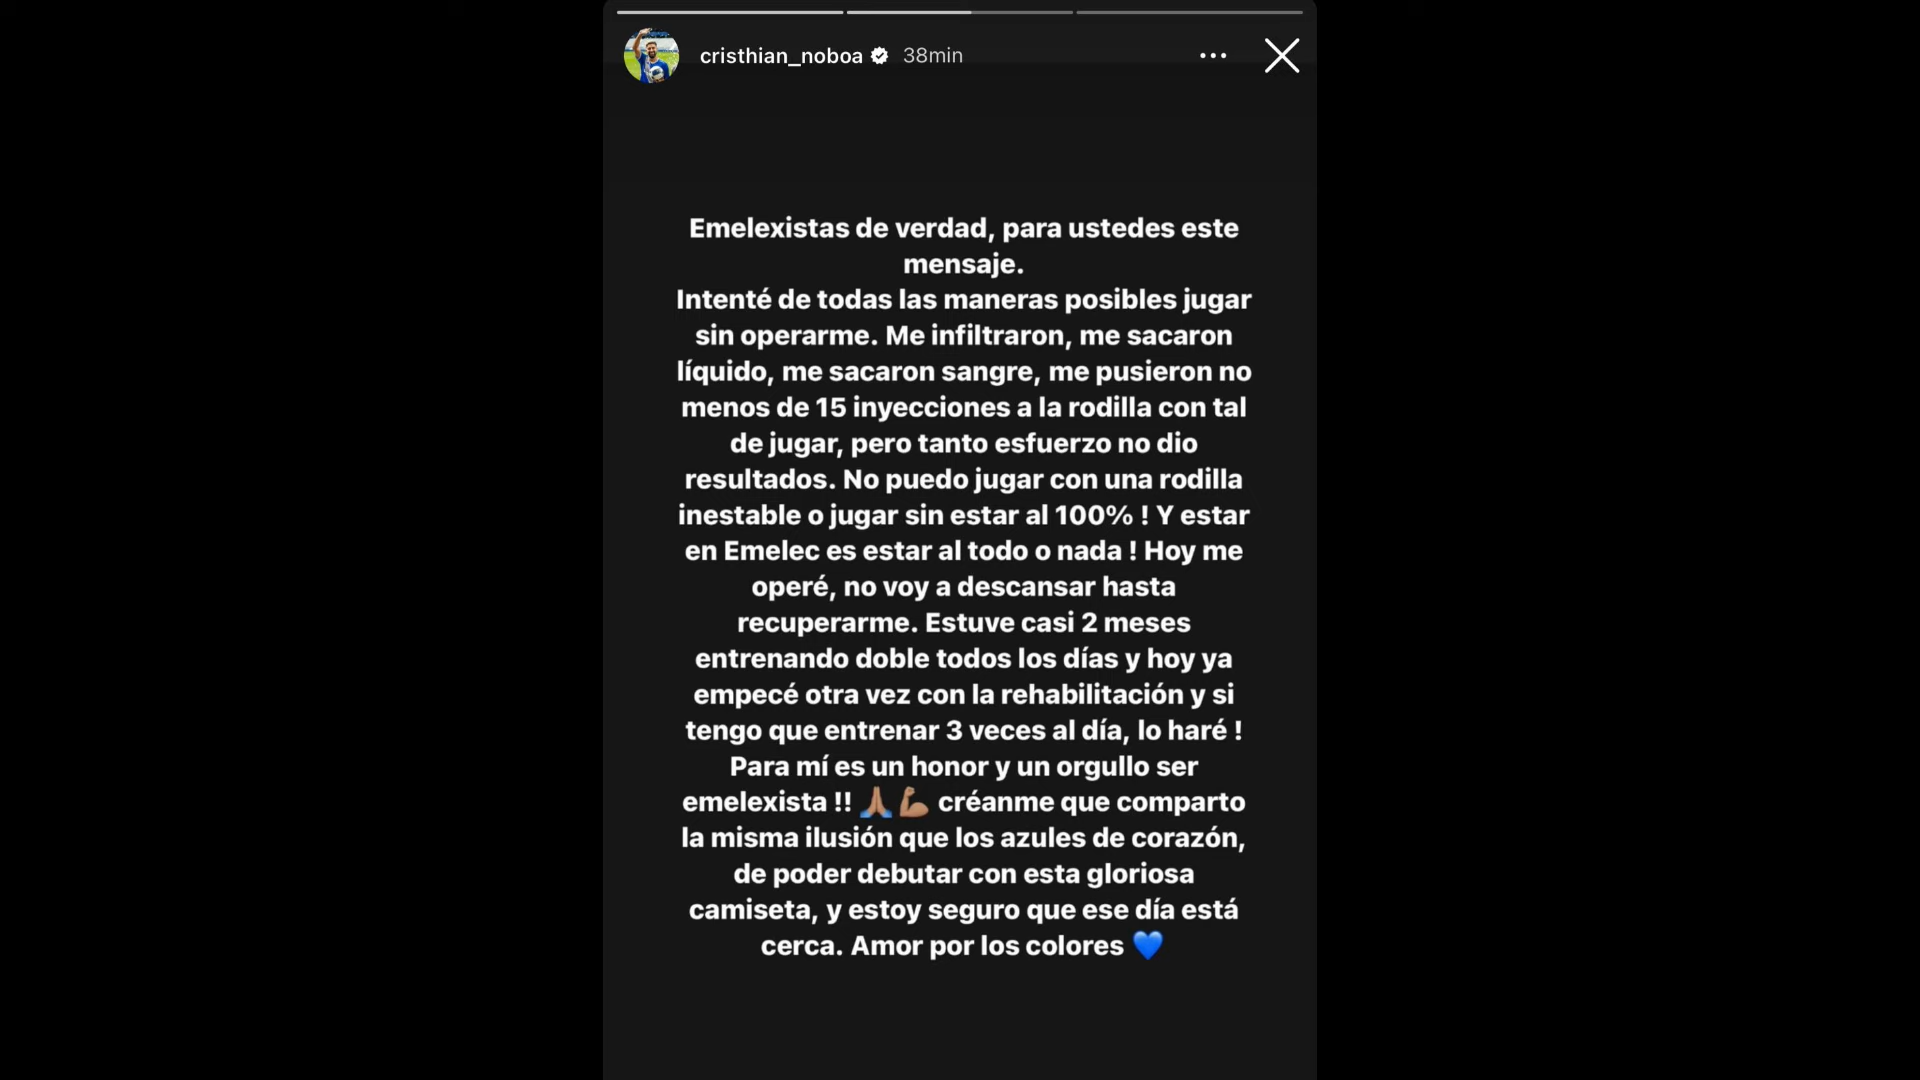 cristhian_noboa 38min
Emelexistas de verdad, para ustedes este
mensaje.
Intenté de todas las maneras posibles jugar
sin operarme. Me infiltraron, me sacaron
líquido, me sacaron sangre, me pusieron no
menos de 15 inyecciones a la rodilla con tal
de jugar, pero tanto esfuerzo no dio
resultados. No puedo jugar con una rodilla
inestable o jugar sin estar al 100% ! Y estar
en Emelec es estar al todo o nada ! Hoy me
operé, no voy a descansar hasta
recuperarme. Estuve casi 2 meses
entrenando doble todos los días y hoy ya
empecé otra vez con la rehabilitación y si
tengo que entrenar 3 veces al día, lo haré !
Para mí es un honor y un orgullo ser
emelexista !! 🙏🏽💪🏽 créanme que comparto
la misma ilusión que los azules de corazón,
de poder debutar con esta gloriosa
camiseta, y estoy seguro que ese día está
cerca. Amor por los colores 💙